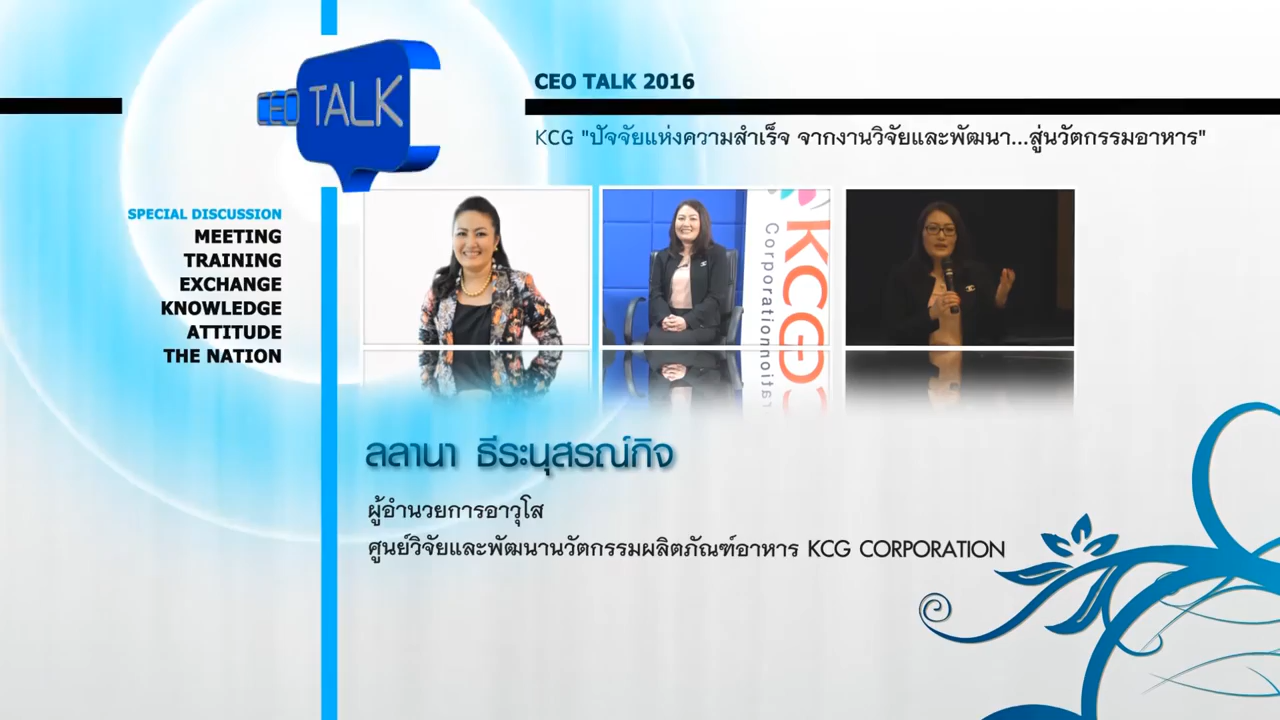 CEO TALK
CEO TALK 2016
KCG "ปัจจัยแห่งความสำเร็จ จากงานวิจัยและพัฒนา...สู่นวัตกรรมอาหาร"
SPECIAL DISCUSSION
MEETING
TRAINING
EXCHANGE
KNOWLEDGE
ATTITUDE
THE NATION
KCG
Corporation
ลลานา ธีระนุสรณ์กิจ
ผู้อำนวยการอาวุโส
ศูนย์วิจัยและพัฒนานวัตกรรมผลิตภัณฑ์อาหาร KCG CORPORATION